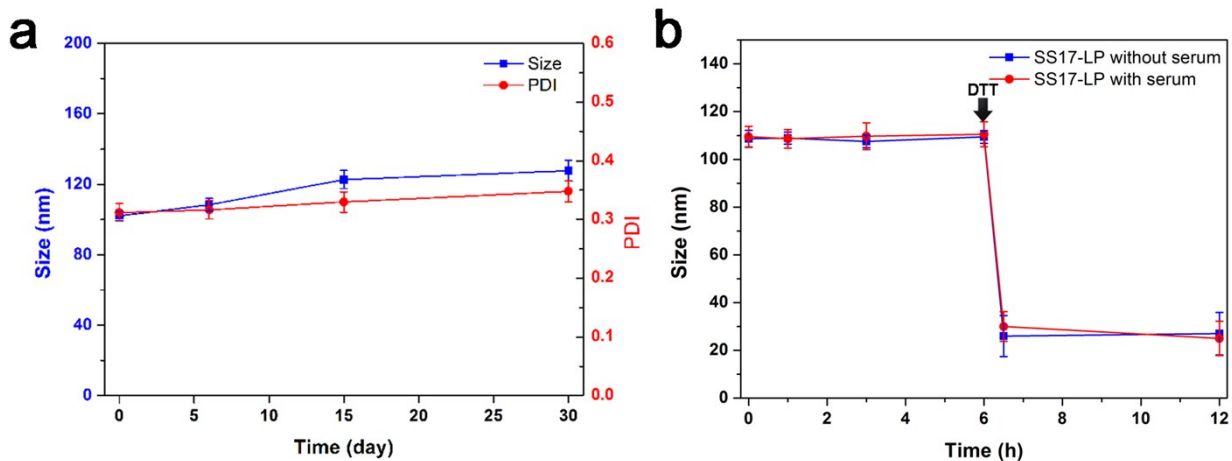 a
200
160
120
80
40
0
Size (nm)
0
5
10
15
20
25
30
Time (day)
0.6
0.5
0.4
0.3
0.2
0.1
0.0
PDI
Size
PDI
b
140
120
100
80
60
40
20
0
Size (nm)
0
2
4
6
8
10
12
Time (h)
SS17-LP without serum
SS17-LP with serum
DTT